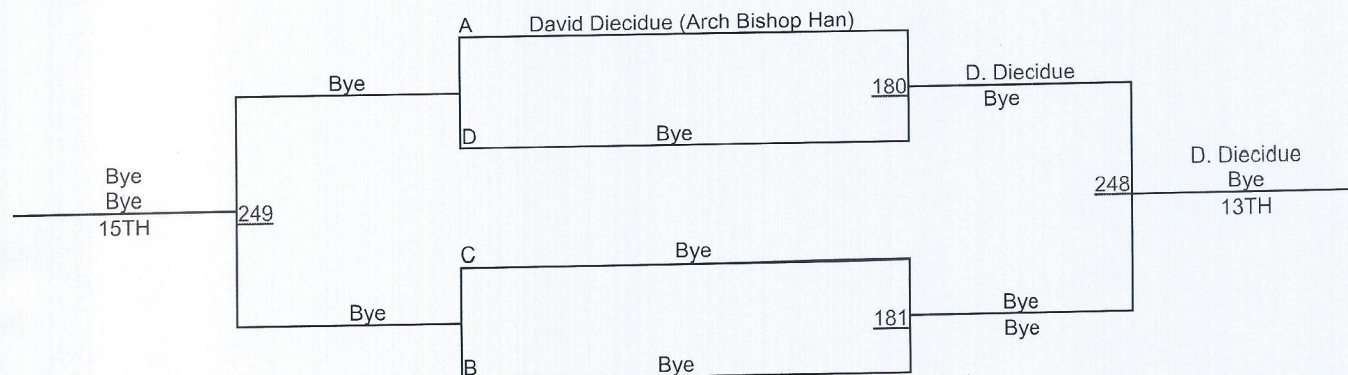 A David Diecidue (Arch Bishop Han)
Bye
180
D. Diecidue
Bye
D Bye
Bye
Bye
15TH
249
248
D. Diecidue
Bye
13TH
C Bye
Bye
181
Bye
Bye
B Bye